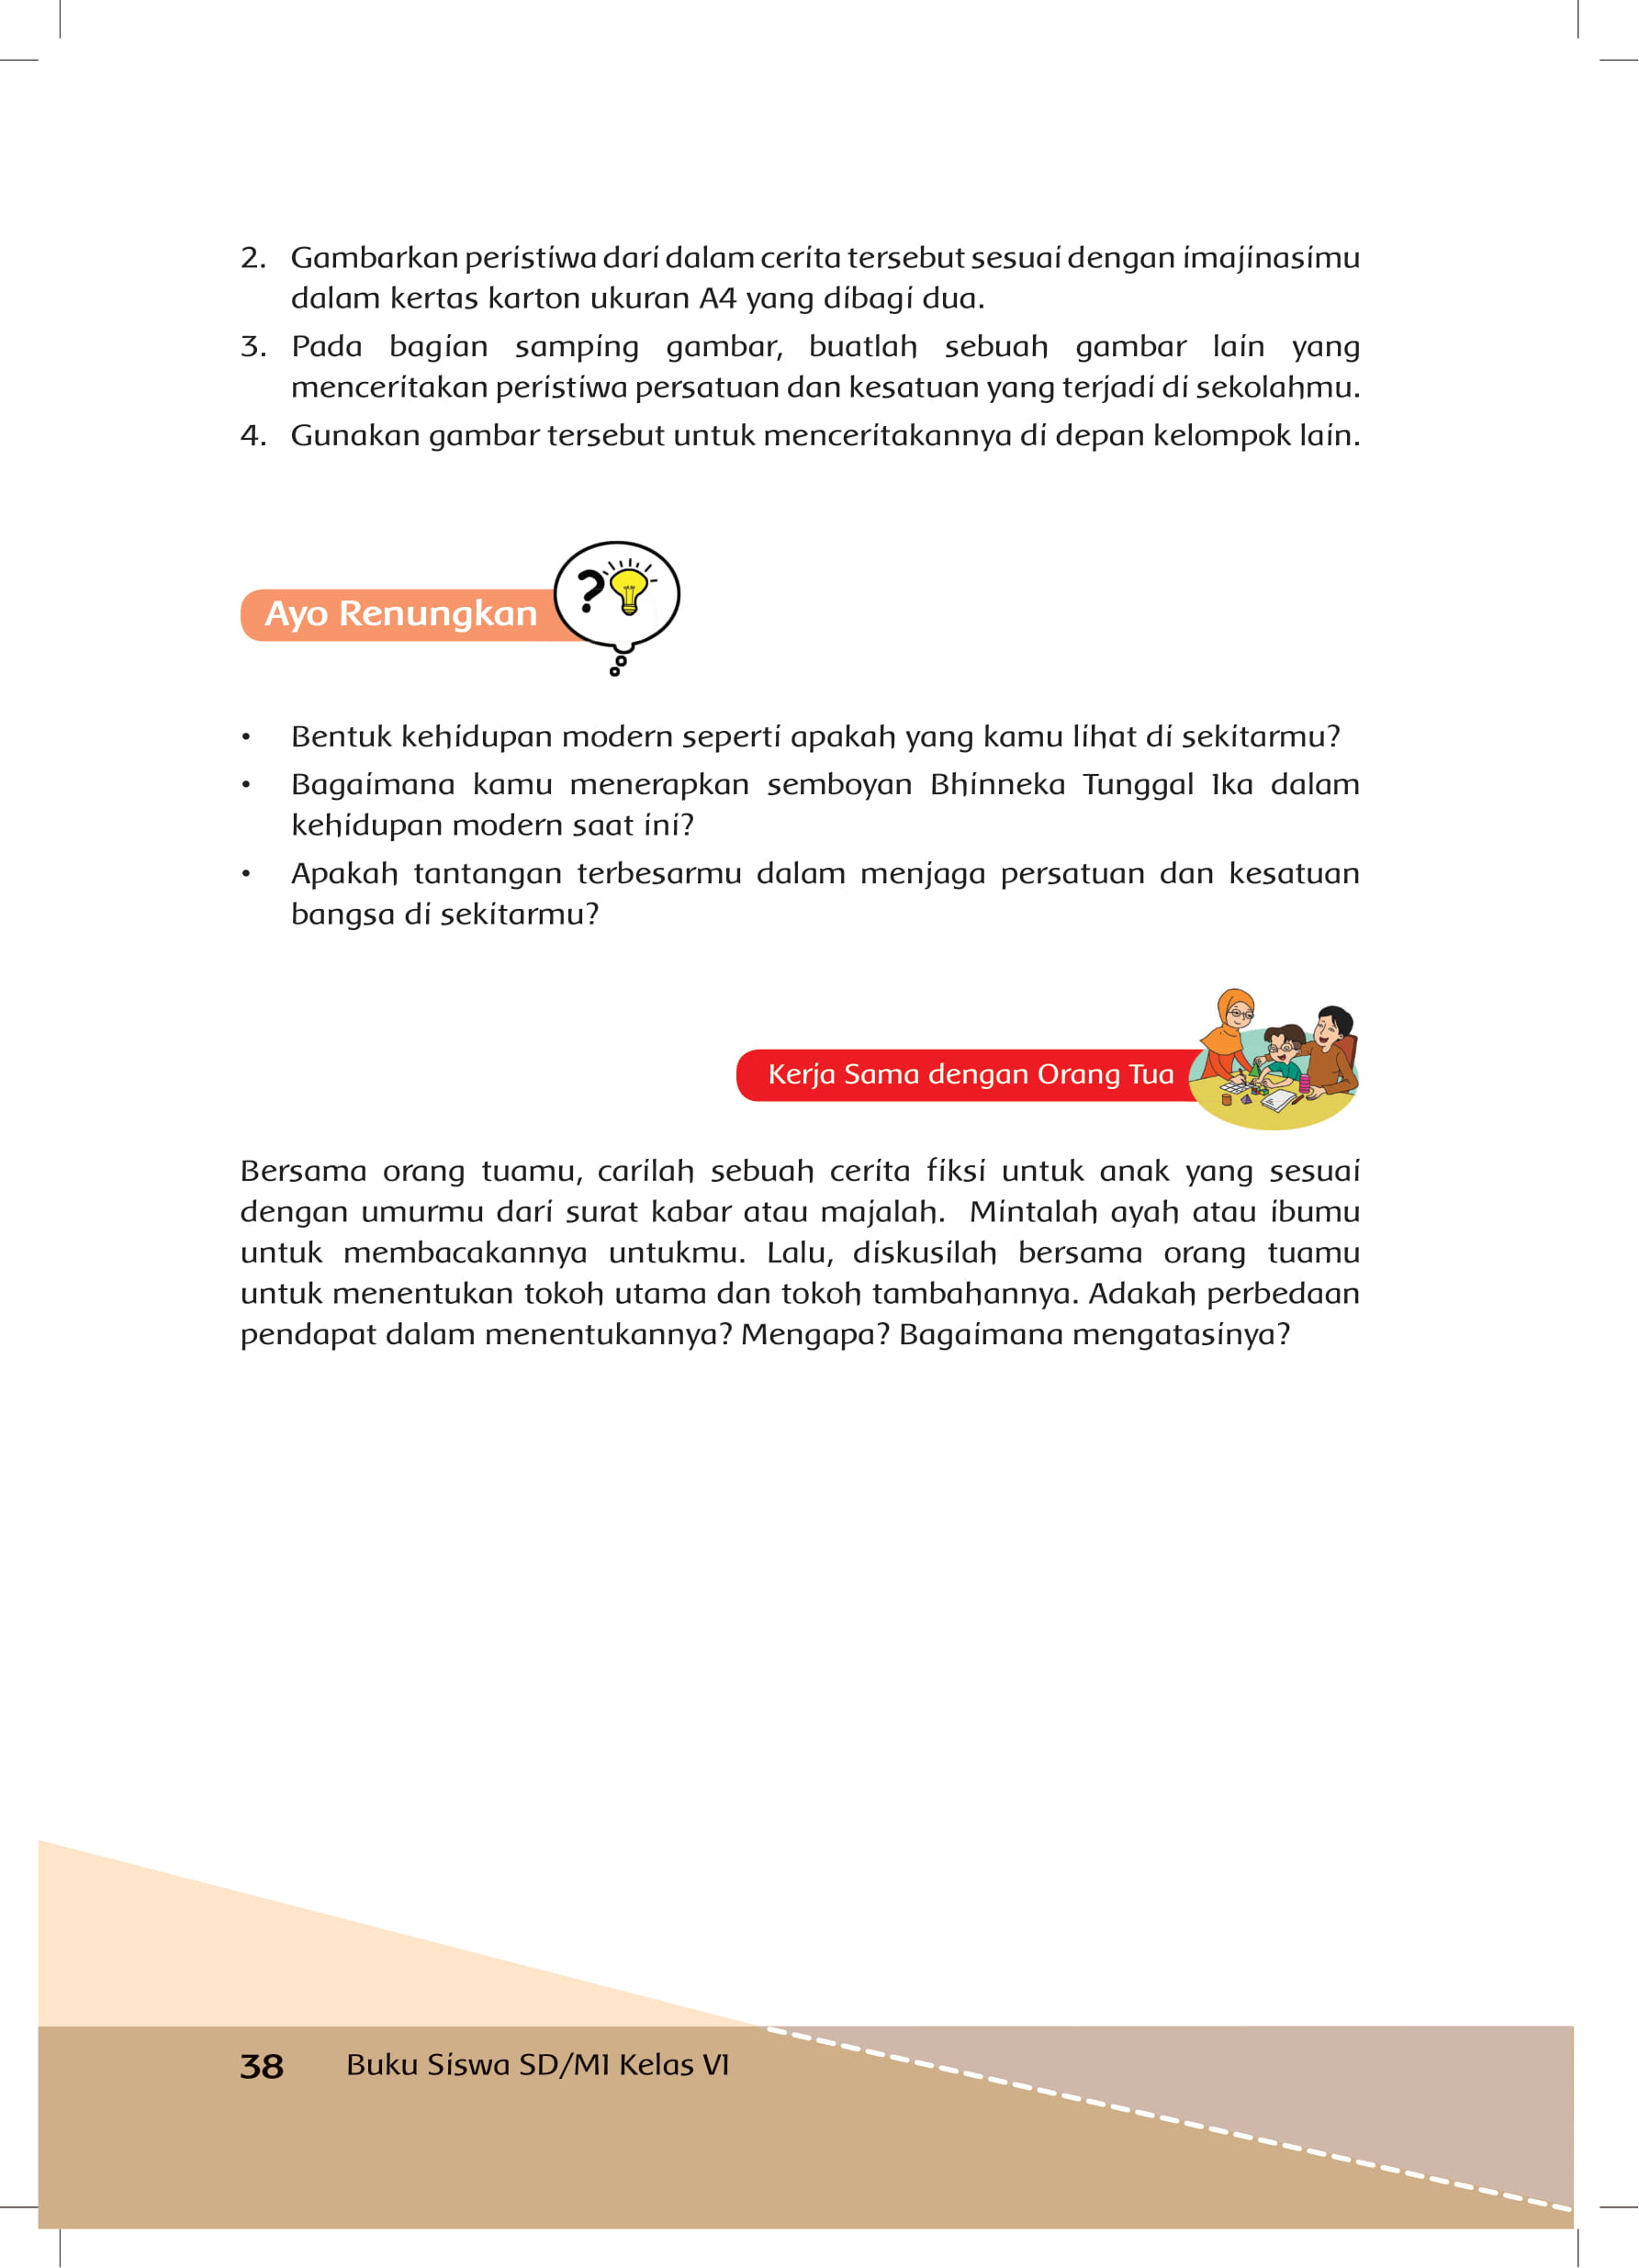 2. Gambarkan peristiwa dari dalam cerita tersebut sesuai dengan imajinasimu
dalam kertas karton ukuran A4 yang dibagi dua.
3. Pada bagian samping gambar, buatlah sebuah gambar lain yang
menceritakan peristiwa persatuan dan kesatuan yang terjadi di sekolahmu.
4. Gunakan gambar tersebut untuk menceritakannya di depan kelompok lain.
?
Ayo Renungkan
• Bentuk kehidupan modern seperti apakah yang kamu lihat di sekitarmu?
• Bagaimana kamu menerapkan semboyan Bhinneka Tunggal Ika dalam
kehidupan modern saat ini?
• Apakah tantangan terbesarmu dalam menjaga persatuan dan kesatuan
bangsa di sekitarmu?
Kerja Sama dengan Orang Tua
Bersama orang tuamu, carilah sebuah cerita fiksi untuk anak yang sesuai
dengan umurmu dari surat kabar atau majalah. Mintalah ayah atau ibumu
untuk membacakannya untukmu. Lalu, diskusilah bersama orang tuamu
untuk menentukan tokoh utama dan tokoh tambahannya. Adakah perbedaan
pendapat dalam menentukannya? Mengapa? Bagaimana mengatasinya?
38 Buku Siswa SD/MI Kelas VI